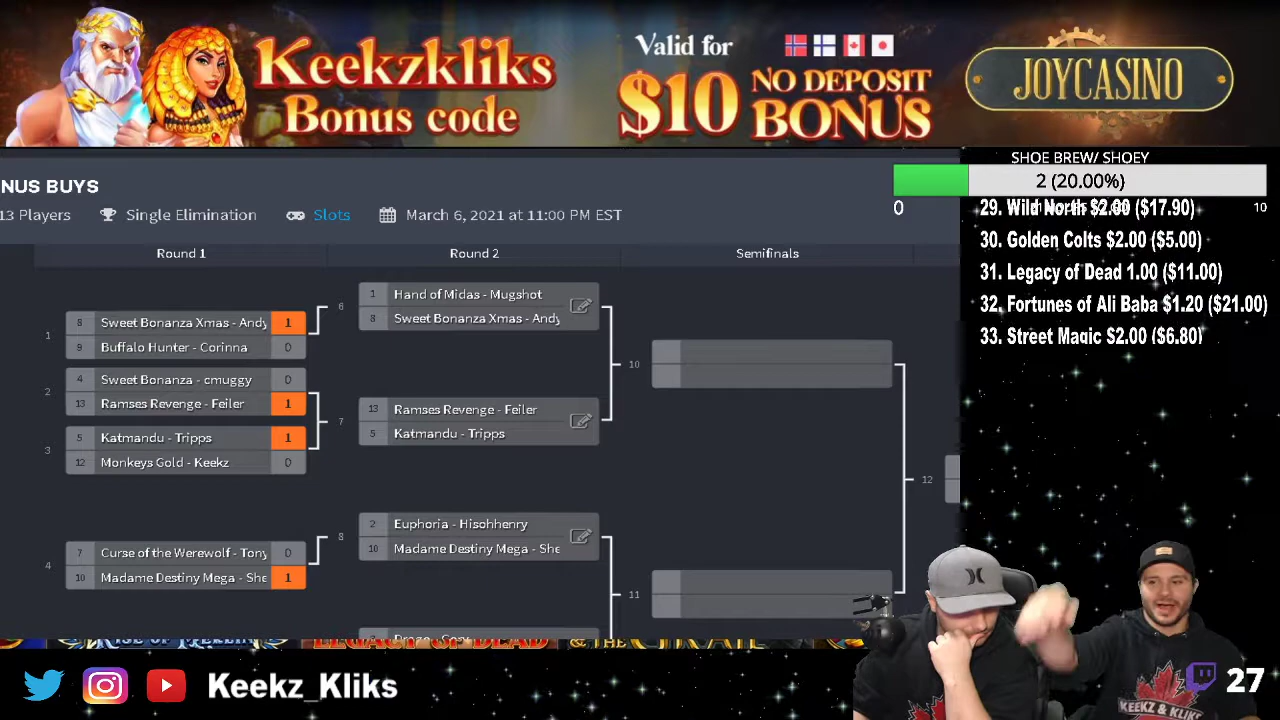 Keekzkliks
Bonus code
Valid for
$10 NO DEPOSIT
BONUS
JOYCASINO
NUS BUYS
13 Players
Single Elimination
Slots
March 6, 2021 at 11:00 PM EST
SHOE BREW/ SHOEY
2 (20.00%)
0
10
29. Wild North $2.00 ($17.90)
30. Golden Colts $2.00 ($5.00)
31. Legacy of Dead 1.00 ($11.00)
32. Fortunes of Ali Baba $1.20 ($21.00)
33. Street Magic $2.00 ($6.80)
Round 1
Round 2
Semifinals
1
8 Sweet Bonanza Xmas - Andy 1
9 Buffalo Hunter - Corinna 0
2
4 Sweet Bonanza - cmuggy 0
13 Ramses Revenge - Feiler 1
3
5 Katmandu - Tripps 1
12 Monkeys Gold - Keekz 0
4
7 Curse of the Werewolf - Tony 0
10 Madame Destiny Mega - She 1
6
1 Hand of Midas - Mugshot
8 Sweet Bonanza Xmas - Andy
7
13 Ramses Revenge - Feiler
5 Katmandu - Tripps
8
2 Euphoria - Hisohhenry
10 Madame Destiny Mega - She
10
11
12
LEGACY OF DEAD
Keekz_Kliks
KEEKZ & KLIKS
27